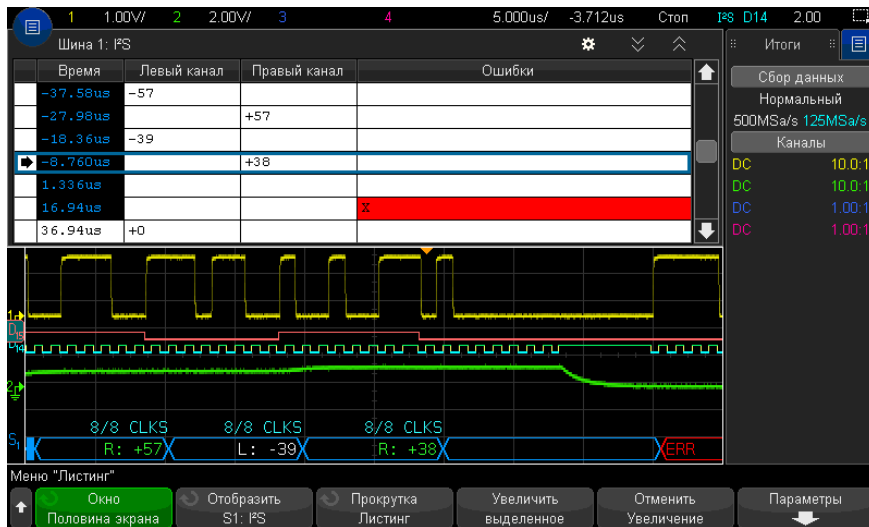 1 1.00V/ 2 2.00V/ 3 4 5.000us/ -3.712us Стоп I²S D14 2.00
Шина 1: I²S
Время Левый канал Правый канал Ошибки
-37.58us -57
-27.98us +57
-18.36us -39
-8.760us +38
1.336us
16.94us X
36.94us +0
Итоги
Сбор данных
Нормальный
500MSa/s 125MSa/s
Каналы
DC 10.0:1
DC 10.0:1
DC 1.00:1
DC 1.00:1
1
D15
D14
2
8/8 CLKS 8/8 CLKS 8/8 CLKS
S1 R: +57 L: -39 R: +38 ERR
Меню "Листинг"
Окно
Половина экрана
Отобразить
S1: I²S
Прокрутка
Листинг
Увеличить
выделенное
Отменить
Увеличение
Параметры